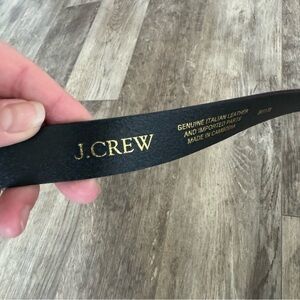 J.CREW
GENUINE ITALIAN LEATHER
AND IMPORTED PARTS
MADE IN CAMBODIA